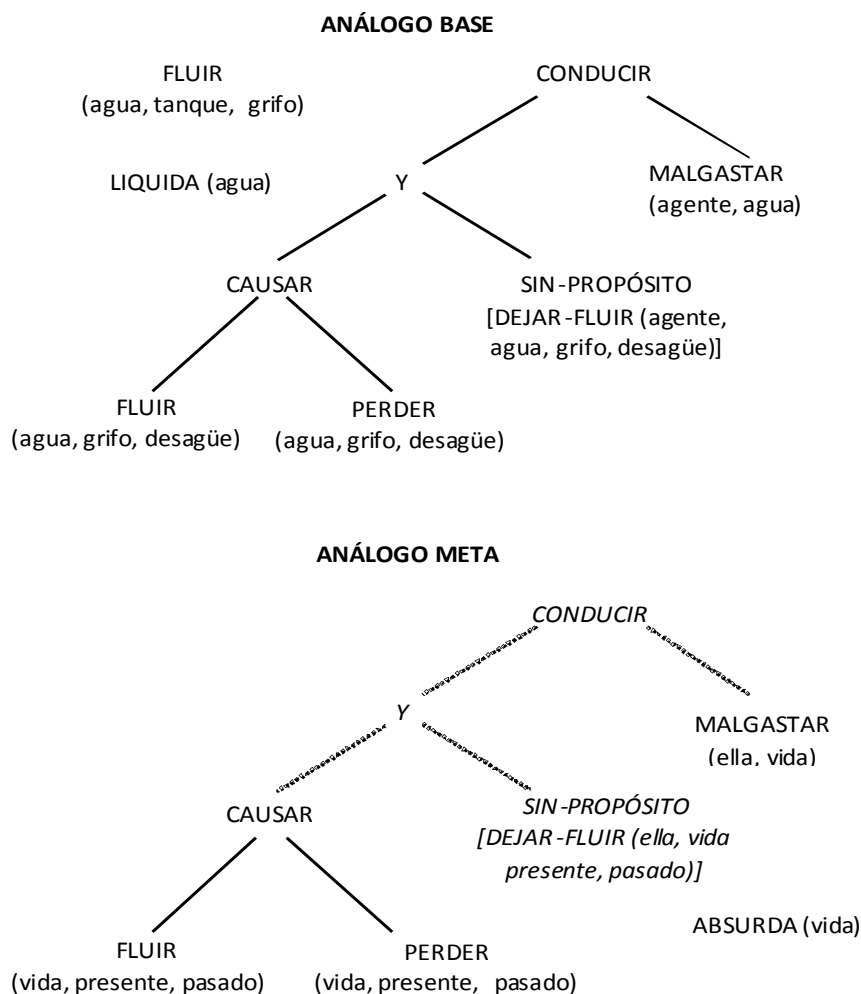 ANÁLOGO BASE
FLUIR
(agua, tanque, grifo)
CONDUCIR
LIQUIDA (agua)
Y
MALGASTAR
(agente, agua)
CAUSAR
SIN-PROPÓSITO
[DEJAR-FLUIR (agente,
agua, grifo, desagüe)]
FLUIR
(agua, grifo, desagüe)
PERDER
(agua, grifo, desagüe)
ANÁLOGO META
CONDUCIR
Y
MALGASTAR
(ella, vida)
CAUSAR
SIN-PROPÓSITO
[DEJAR-FLUIR (ella, vida
presente, pasado)]
ABSURDA (vida)
FLUIR
(vida, presente, pasado)
PERDER
(vida, presente, pasado)